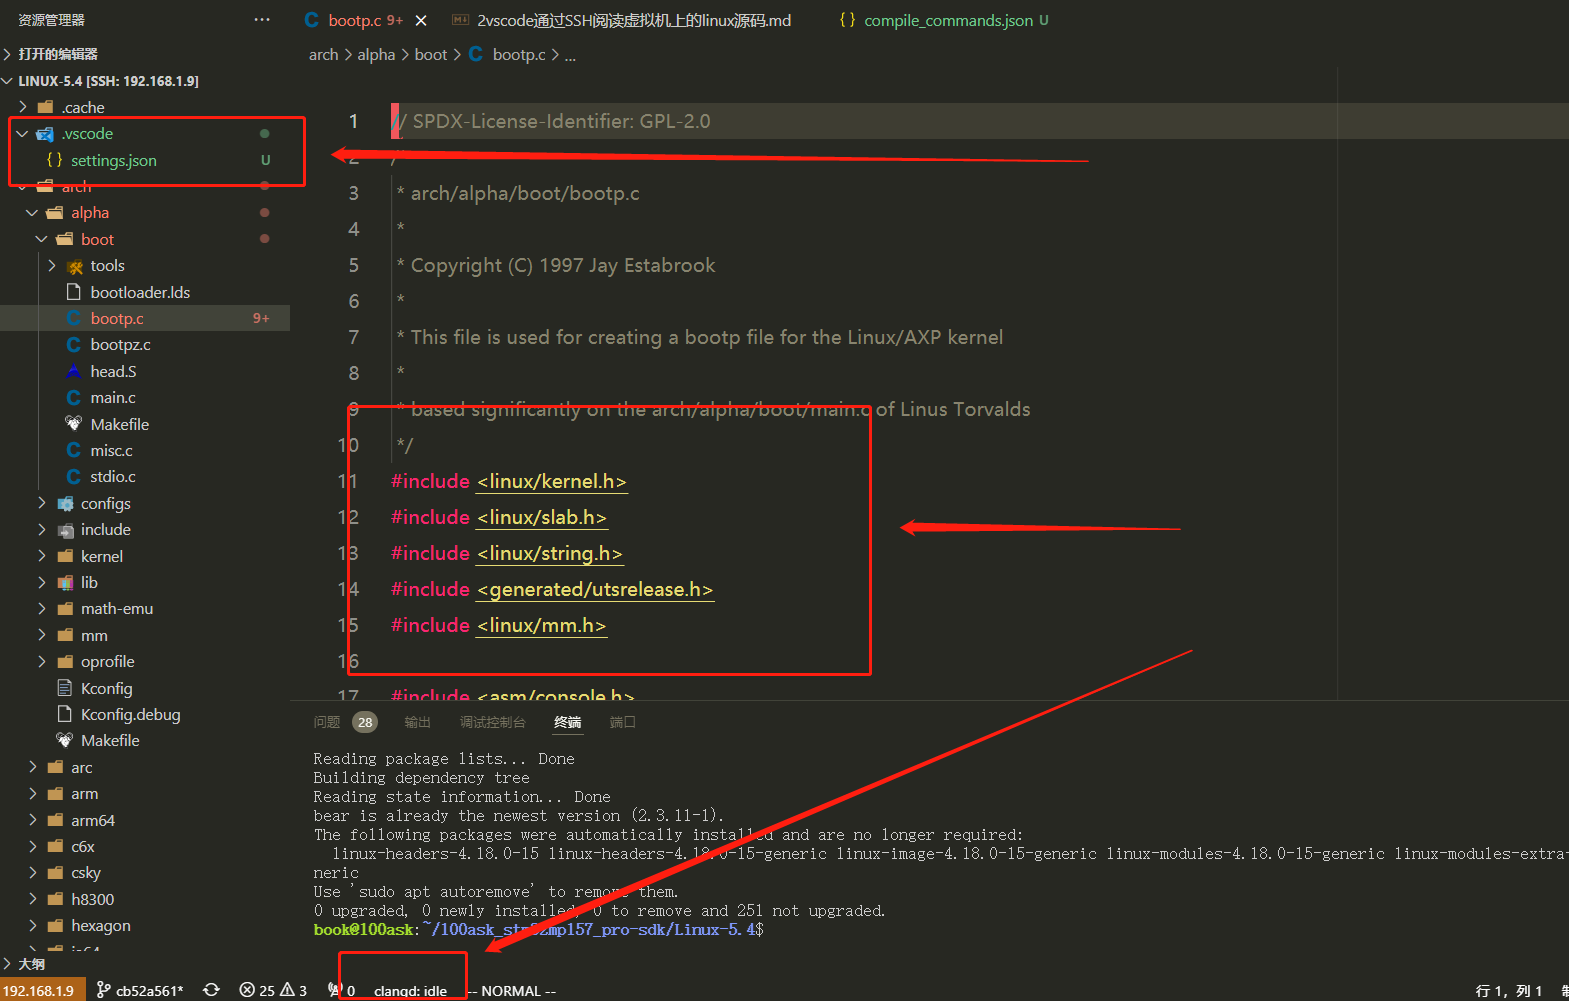 资源管理器 ...
打开的编辑器
LINUX-5.4 [SSH: 192.168.1.9]
.cache
.vscode
{} settings.json U
arch
alpha
boot
tools
bootloader.lds
C bootp.c 9+
C bootpz.c
head.S
C main.c
Makefile
C misc.c
C stdio.c
configs
include
kernel
lib
math-emu
mm
oprofile
Kconfig
Kconfig.debug
Makefile
arc
arm
arm64
c6x
csky
h8300
hexagon
ia64
大纲
C bootp.c 9+ ×
2vscode通过SSH阅读虚拟机上的linux源码.md
{} compile_commands.json U
arch > alpha > boot > C bootp.c > ...
1 // SPDX-License-Identifier: GPL-2.0
2 /*
3 * arch/alpha/boot/bootp.c
4 *
5 * Copyright (C) 1997 Jay Estabrook
6 *
7 * This file is used for creating a bootp file for the Linux/AXP kernel
8 *
9 * based significantly on the arch/alpha/boot/main.c of Linus Torvalds
10 */
11 #include <linux/kernel.h>
12 #include <linux/slab.h>
13 #include <linux/string.h>
14 #include <generated/utsrelease.h>
15 #include <linux/mm.h>
16
17 #include <asm/console.h>
问题 28 输出 调试控制台 终端 端口
Reading package lists... Done
Building dependency tree
Reading state information... Done
bear is already the newest version (2.3.11-1).
The following packages were automatically installed and are no longer required:
linux-headers-4.18.0-15 linux-headers-4.18.0-15-generic linux-image-4.18.0-15-generic linux-modules-4.18.0-15-generic linux-modules-extra-
neric
Use 'sudo apt autoremove' to remove them.
0 upgraded, 0 newly installed, 0 to remove and 251 not upgraded.
book@100ask:~/100ask_stm32mp157_pro-sdk/Linux-5.4$
192.168.1.9 cb52a561* 25 3 0 clangd: idle -- NORMAL -- 行 1，列 1